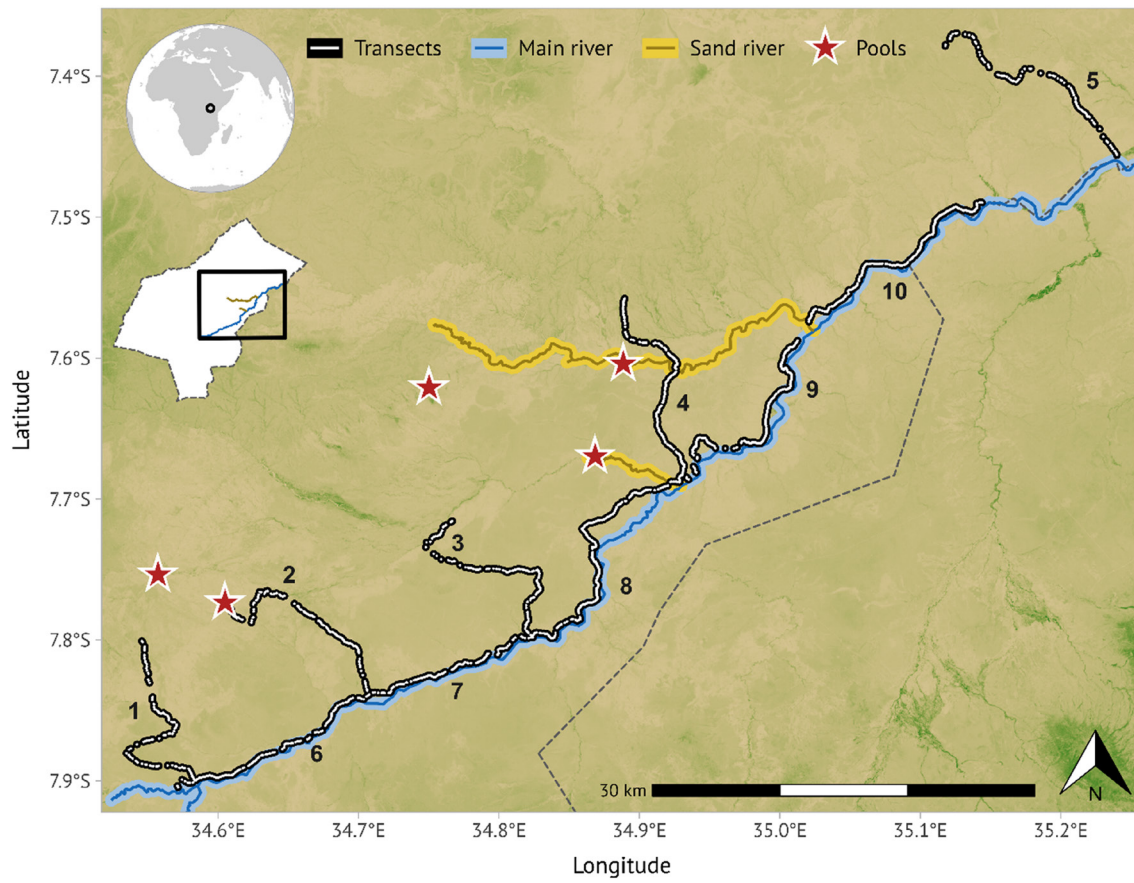 Transects Main river Sand river Pools
7.4°S
5
7.5°S
10
7.6°S
4
9
7.7°S
3
8
2
7.8°S
7
1
6
7.9°S
30 km
N
34.6°E 34.7°E 34.8°E 34.9°E 35.0°E 35.1°E 35.2°E
Longitude
Latitude